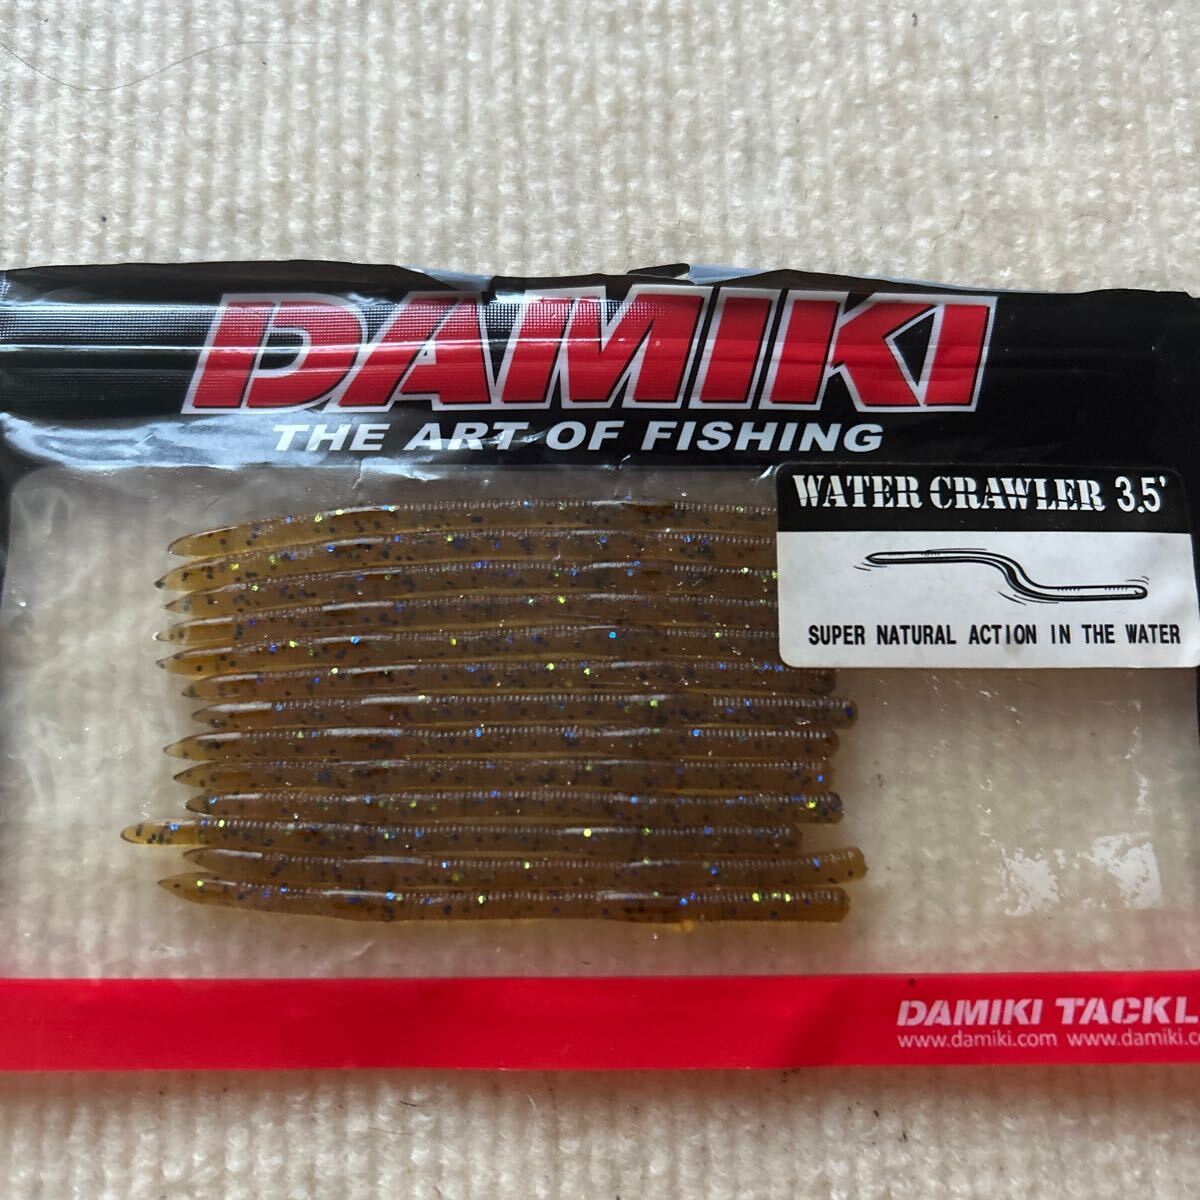 DAMIKI
THE ART OF FISHING
WATER CRAWLER 3.5'
SUPER NATURAL ACTION IN THE WATER
DAMIKI TACKL
www.damiki.com www.damiki.co